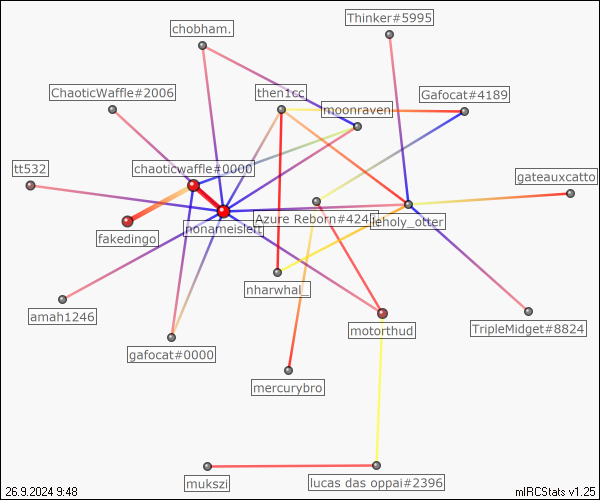 Thinker#5995
chobham.
ChaoticWaffle#2006
then1cc
Gafocat#4189
moonraven
tt532
chaoticwaffle#0000
gateauxcatto
fakedingo
nonameisleft
Azure Reborn#424
leholy_otter
nharwhal_
amah1246
motorthud
TripleMidget#8824
gafocat#0000
mercurybro
mukszi
lucas das oppai#2396
26.9.2024 9:48
mIRCStats v1.25